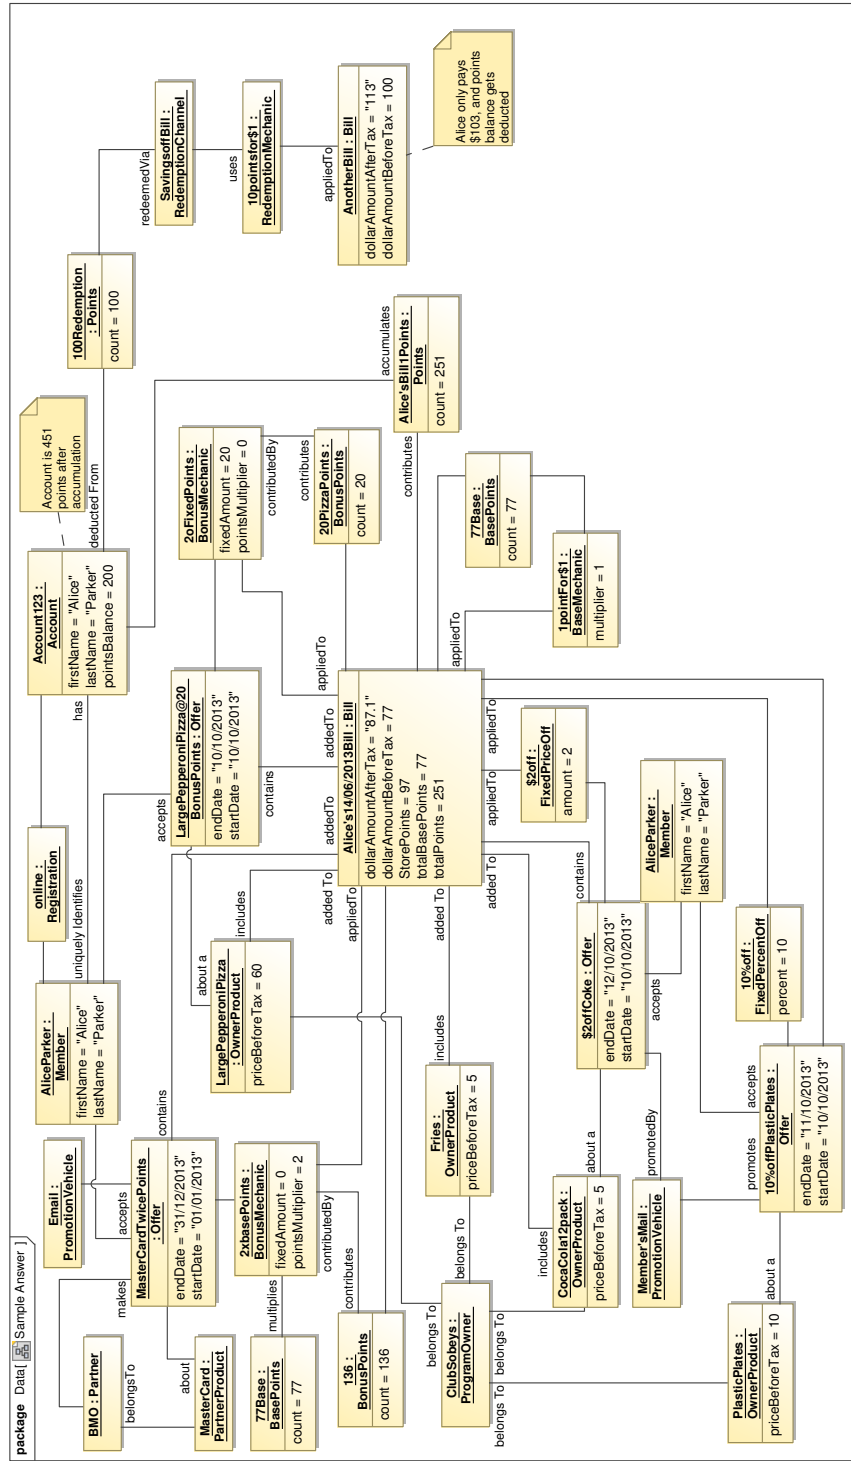 package Data[ Sample Answer ]
BMO : Partner
belongsTo
makes
MasterCard :
PartnerProduct
about
Email :
PromotionVehicle
MasterCardTwicePoints
: Offer
endDate = "31/12/2013"
startDate = "01/01/2013"
accepts
contains
AliceParker :
Member
firstName = "Alice"
lastName = "Parker"
uniquely Identifies
online :
Registration
has
Account123 :
Account
firstName = "Alice"
lastName = "Parker"
pointsBalance = 200
Account is 451
points after
accumulation
deducted From
100Redemption
: Points
count = 100
redeemedVia
SavingsoffBill :
RedemptionChannel
uses
10pointsfor$1 :
RedemptionMechanic
appliedTo
AnotherBill : Bill
dollarAmountAfterTax = "113"
dollarAmountBeforeTax = 100
Alice only pays
$103, and points
balance gets
deducted
accepts
LargePepperoniPizza@20
BonusPoints : Offer
endDate = "10/10/2013"
startDate = "10/10/2013"
contains
addedTo
2oFixedPoints :
BonusMechanic
fixedAmount = 20
pointsMultiplier = 0
contributedBy
contributes
20PizzaPoints :
BonusPoints
count = 20
appliedTo
accumulates
Alice'sBill1Points :
Points
count = 251
contributes
about a
LargePepperoniPizza
: OwnerProduct
priceBeforeTax = 60
includes
added To
2xbasePoints :
BonusMechanic
fixedAmount = 0
pointsMultiplier = 2
multiplies
contributedBy
contributes
77Base :
BasePoints
count = 77
136 :
BonusPoints
count = 136
appliedTo
addedTo
Alice's14/06/2013Bill : Bill
dollarAmountAfterTax = "87.1"
dollarAmountBeforeTax = 77
StorePoints = 97
totalBasePoints = 77
totalPoints = 251
77Base :
BasePoints
count = 77
appliedTo
1pointFor$1 :
BaseMechanic
multiplier = 1
appliedTo
Fries :
OwnerProduct
priceBeforeTax = 5
includes
added To
belongs To
ClubSobeys :
ProgramOwner
belongs To
belongs To
belongs To
CocaCola12pack :
OwnerProduct
priceBeforeTax = 5
includes
added To
about a
$2offCoke : Offer
endDate = "12/10/2013"
startDate = "10/10/2013"
contains
accepts
$2off :
FixedPriceOff
amount = 2
appliedTo
appliedTo
AliceParker :
Member
firstName = "Alice"
lastName = "Parker"
promotedBy
Member'sMail :
PromotionVehicle
promotes
accepts
10%off :
FixedPercentOff
percent = 10
10%offPlasticPlates :
Offer
endDate = "11/10/2013"
startDate = "10/10/2013"
about a
PlasticPlates :
OwnerProduct
priceBeforeTax = 10